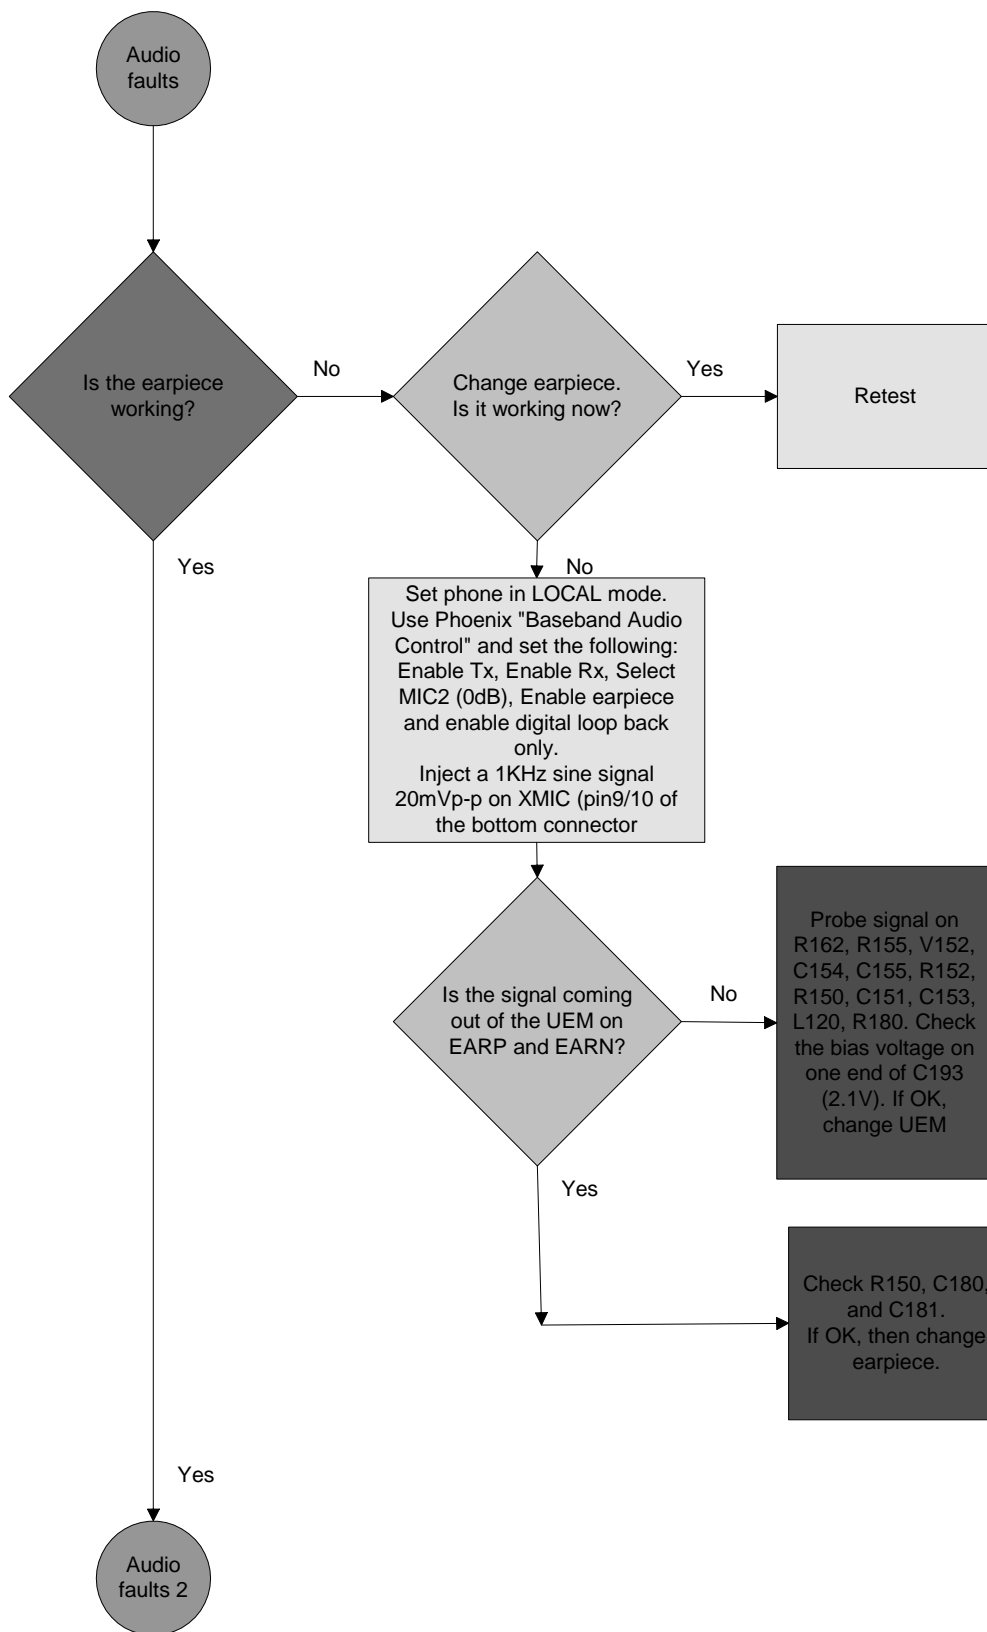 Audio
faults
Is the earpiece
working?
No
Change earpiece.
Is it working now?
Yes
Retest
Yes
No
Set phone in LOCAL mode.
Use Phoenix "Baseband Audio
Control" and set the following:
Enable Tx, Enable Rx, Select
MIC2 (0dB), Enable earpiece
and enable digital loop back
only.
Inject a 1KHz sine signal
20mVp-p on XMIC (pin9/10 of
the bottom connector
Is the signal coming
out of the UEM on
EARP and EARN?
No
Probe signal on
R162, R155, V152,
C154, C155, R152,
R150, C151, C153,
L120, R180. Check
the bias voltage on
one end of C193
(2.1V). If OK,
change UEM
Yes
Check R150, C180,
and C181.
If OK, then change
earpiece.
Yes
Audio
faults 2